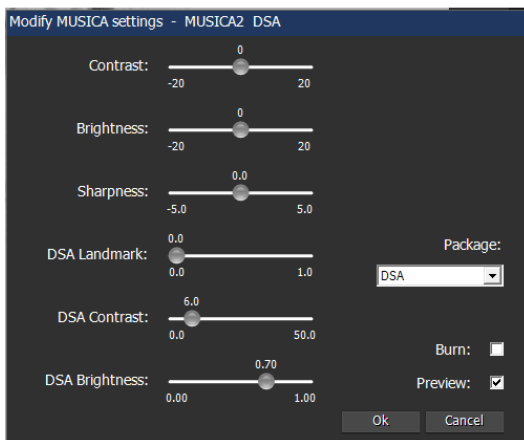 Modify MUSICA settings - MUSICA2 DSA
Contrast:
0
-20 20
Brightness:
0
-20 20
Sharpness:
0.0
-5.0 5.0
DSA Landmark:
0.0
0.0 1.0
Package:
DSA
DSA Contrast:
6.0
0.0 50.0
Burn:
DSA Brightness:
0.70
0.00 1.00
Preview:
Ok Cancel